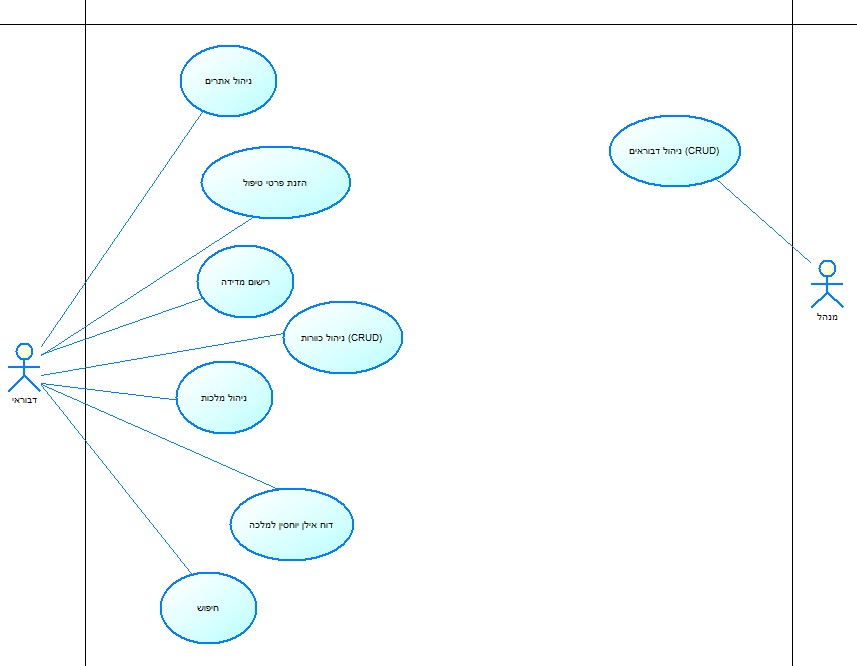 ניהול אתרים
ניהול דבוראים (CRUD)
הזנת פרטי טיפול
רישום מדידה
מנהל
ניהול כוורות (CRUD)
דבוראי
ניהול מלכות
דוח אילן יוחסין למלכה
חיפוש